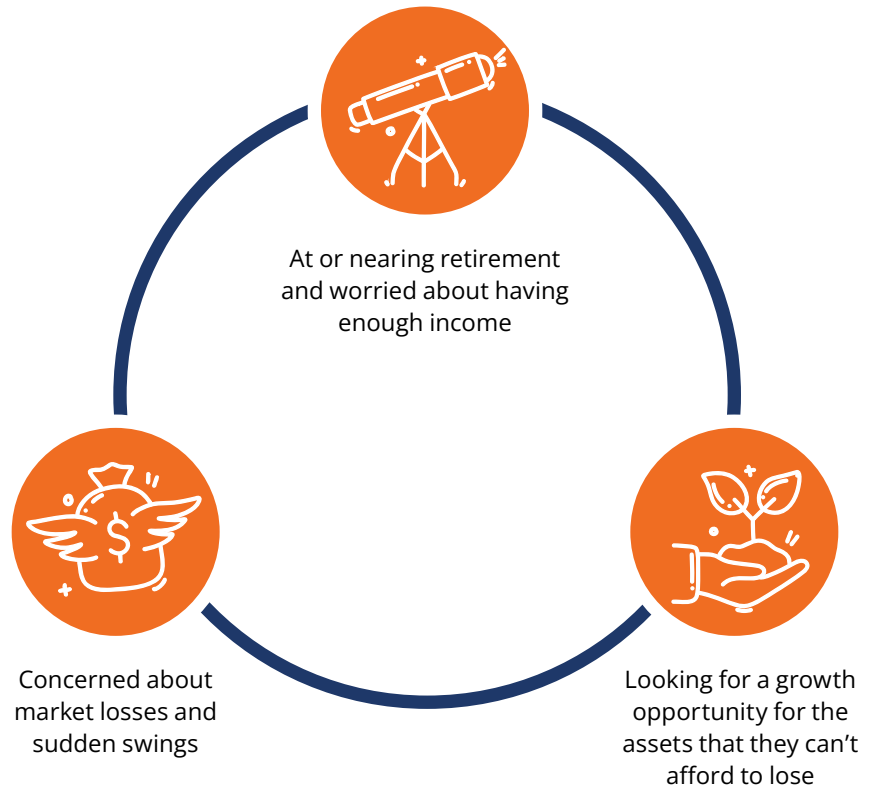 At or nearing retirement
and worried about having
enough income
$
Concerned about
market losses and
sudden swings
Looking for a growth
opportunity for the
assets that they can’t
afford to lose